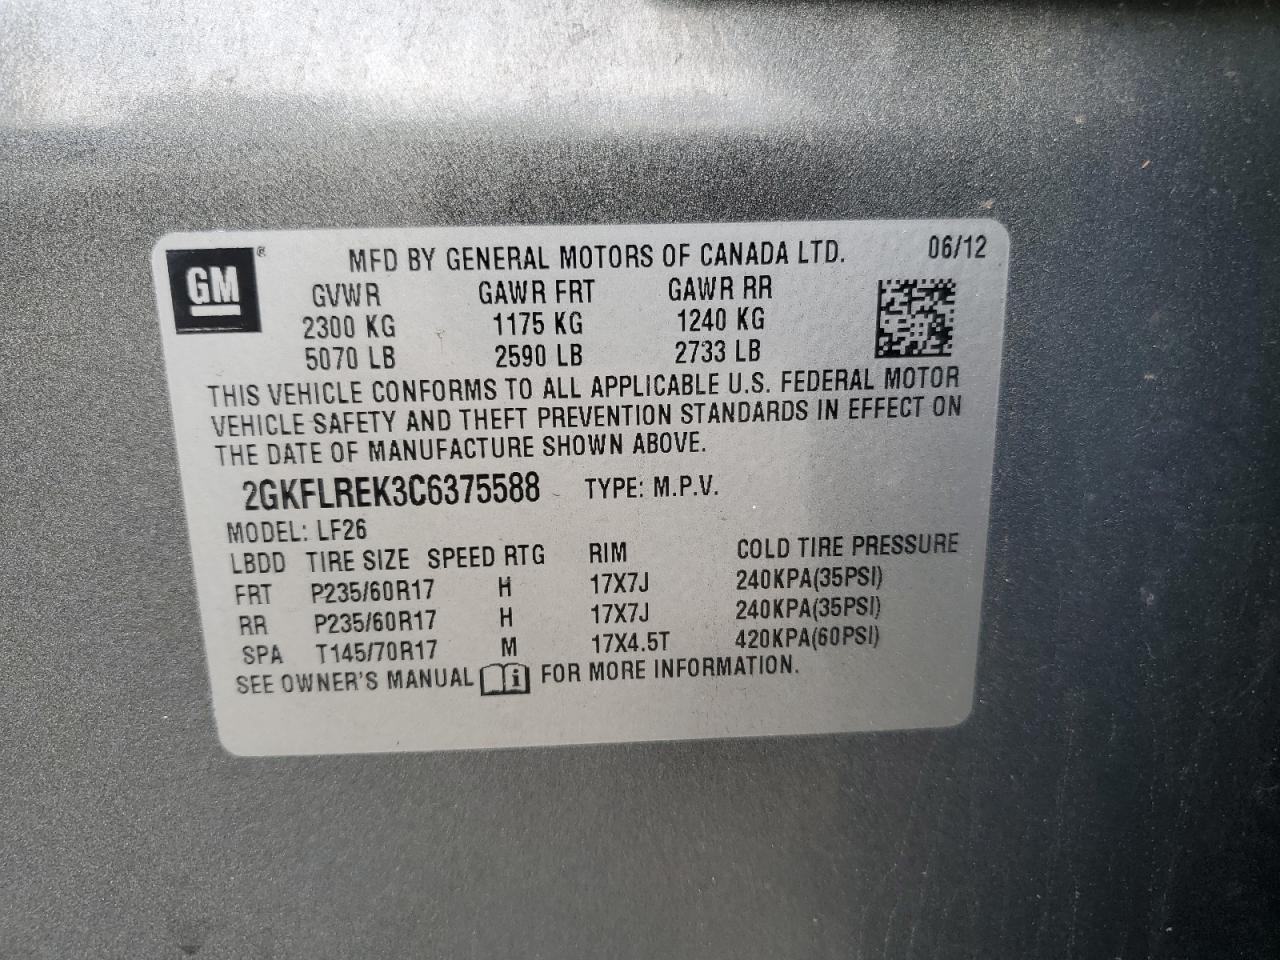 GM ®
MFD BY GENERAL MOTORS OF CANADA LTD. 06/12
GVWR GAWR FRT GAWR RR
2300 KG 1175 KG 1240 KG
5070 LB 2590 LB 2733 LB
THIS VEHICLE CONFORMS TO ALL APPLICABLE U.S. FEDERAL MOTOR
VEHICLE SAFETY AND THEFT PREVENTION STANDARDS IN EFFECT ON
THE DATE OF MANUFACTURE SHOWN ABOVE.
2GKFLREK3C6375588 TYPE: M.P.V.
MODEL: LF26
LBDD TIRE SIZE SPEED RTG RIM COLD TIRE PRESSURE
FRT P235/60R17 H 17X7J 240KPA(35PSI)
RR P235/60R17 H 17X7J 240KPA(35PSI)
SPA T145/70R17 M 17X4.5T 420KPA(60PSI)
SEE OWNER'S MANUAL i FOR MORE INFORMATION.